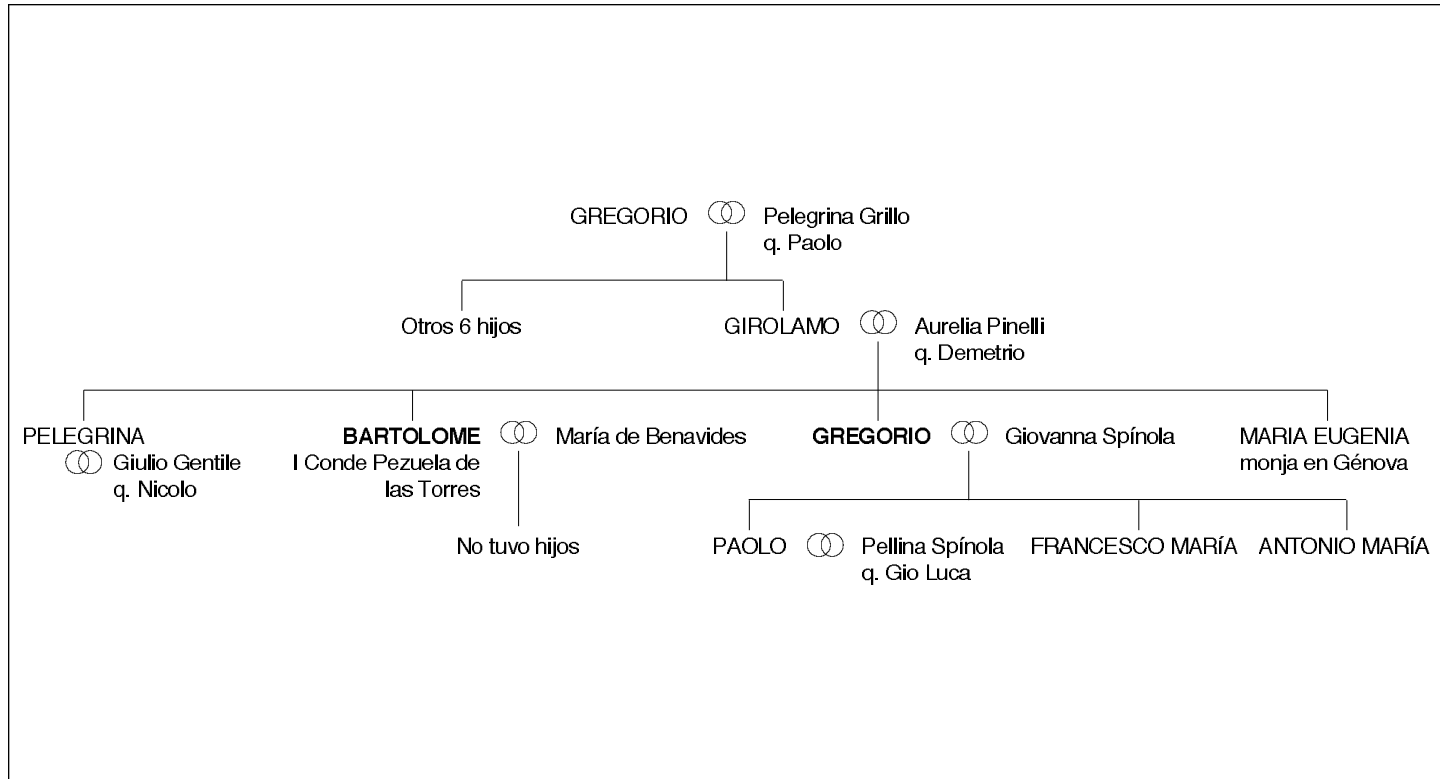 GREGORIO Pelegrina Grillo
q. Paolo
Otros 6 hijos GIROLAMO Aurelia Pinelli
q. Demetrio
PELEGRINA BARTOLOME María de Benavides GREGORIO Giovanna Spínola MARIA EUGENIA
Giulio Gentile I Conde Pezuela de monja en Génova
q. Nicolo las Torres
No tuvo hijos PAOLO Pellina Spínola FRANCESCO MARÍA ANTONIO MARÍA
q. Gio Luca